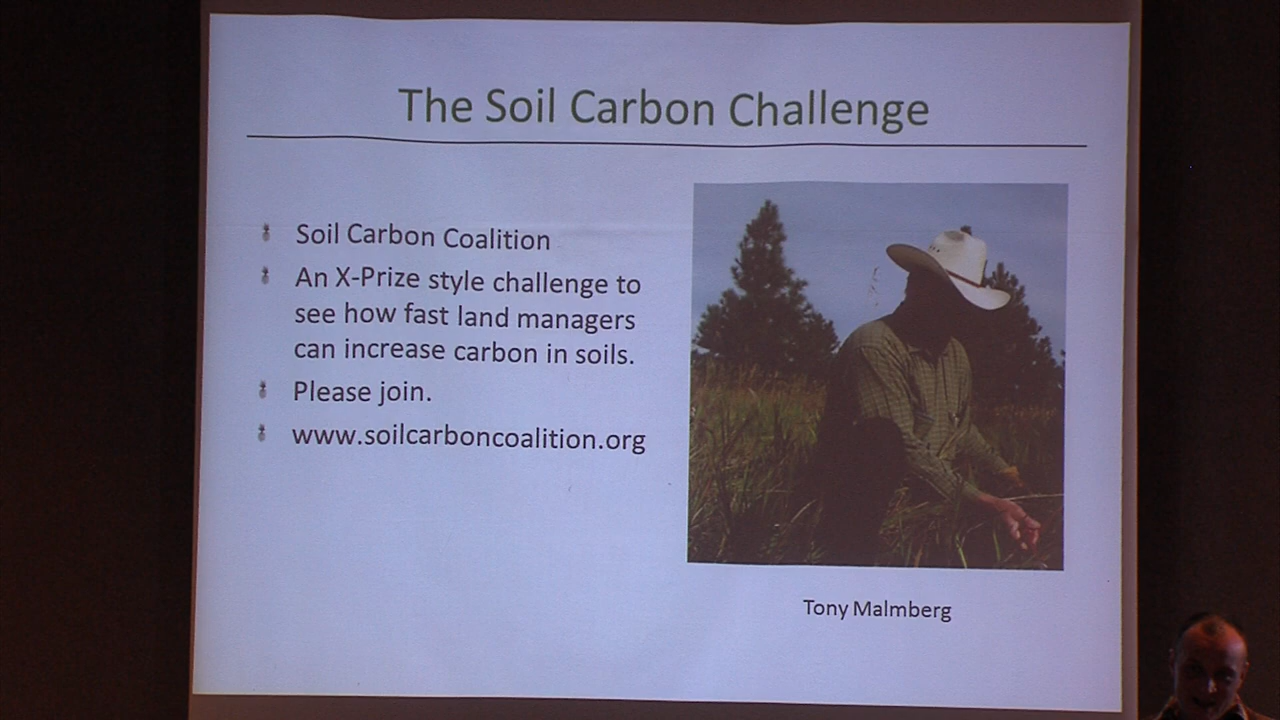 The Soil Carbon Challenge
Soil Carbon Coalition
An X-Prize style challenge to
see how fast land managers
can increase carbon in soils.
Please join.
www.soilcarboncoalition.org
Tony Malmberg